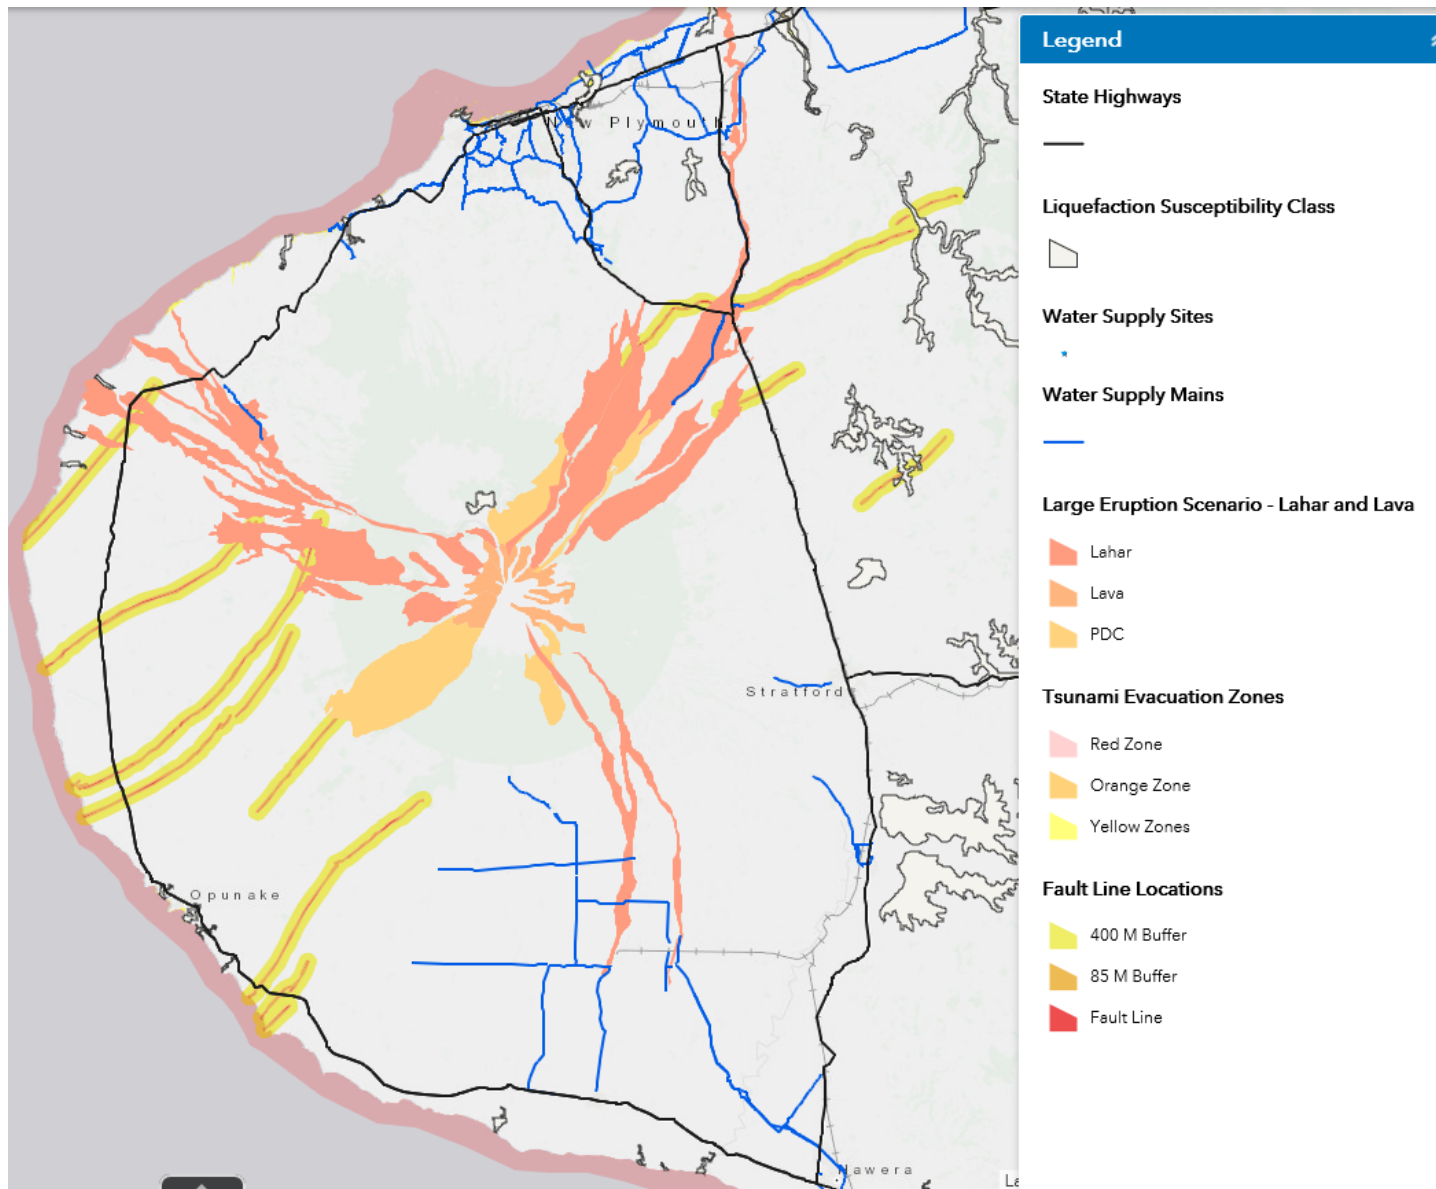 Legend
State Highways
Liquefaction Susceptibility Class
Water Supply Sites
Water Supply Mains
Large Eruption Scenario - Lahar and Lava
Lahar
Lava
PDC
Tsunami Evacuation Zones
Red Zone
Orange Zone
Yellow Zones
Fault Line Locations
400 M Buffer
85 M Buffer
Fault Line
New Plymouth
Stratford
Opunake
Hawera
La